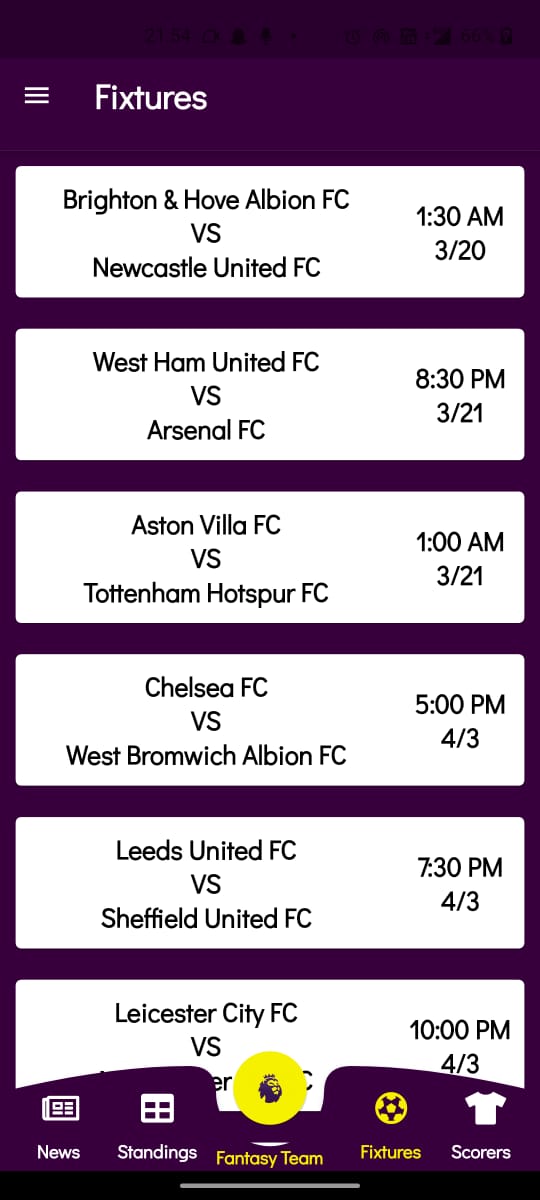 21:54 66%
Fixtures
Brighton & Hove Albion FC
VS
Newcastle United FC
1:30 AM
3/20
West Ham United FC
VS
Arsenal FC
8:30 PM
3/21
Aston Villa FC
VS
Tottenham Hotspur FC
1:00 AM
3/21
Chelsea FC
VS
West Bromwich Albion FC
5:00 PM
4/3
Leeds United FC
VS
Sheffield United FC
7:30 PM
4/3
Leicester City FC
VS
10:00 PM
4/3
News
Standings
Fantasy Team
Fixtures
Scorers